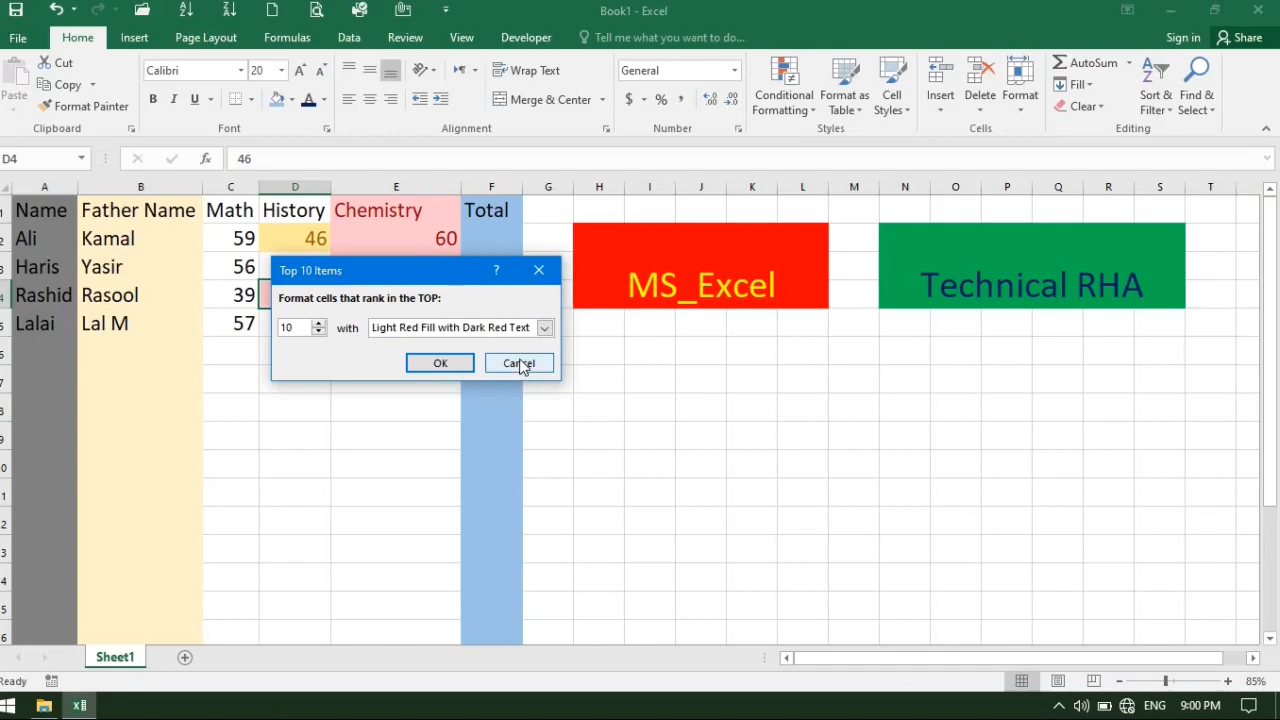 Book1 - Excel
File Home Insert Page Layout Formulas Data Review View Developer Tell me what you want to do... Sign in Share
Cut
Copy
Format Painter
Paste
Clipboard
Calibri 20
B I U
Font
Wrap Text
Merge & Center
Alignment
General
$ % ,
Number
Conditional Formatting
Format as Table
Cell Styles
Styles
Insert Delete Format
Cells
AutoSum
Fill
Clear
Sort & Filter
Find & Select
Editing
D4 fx 46
A B C D E F G H I J K L M N O P Q R S T
Name Father Name Math History Chemistry Total
Ali Kamal 59 46 60
Haris Yasir 56
Rashid Rasool 39
Lalai Lal M 57
MS_Excel
Technical RHA
Top 10 Items ?
Format cells that rank in the TOP:
10 with Light Red Fill with Dark Red Text
OK Cancel
Sheet1
Ready 85%
ENG 9:00 PM